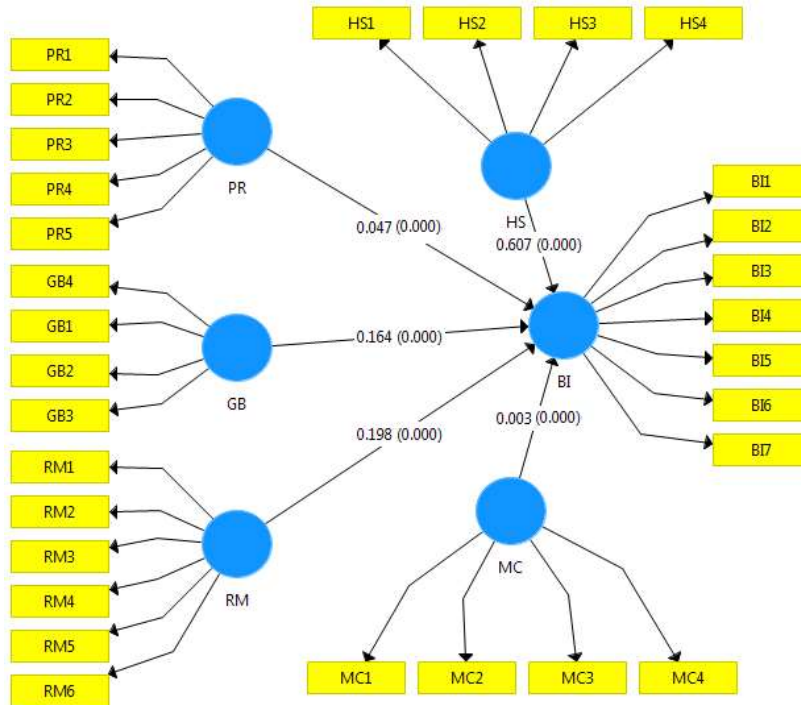 HS1
HS2
HS3
HS4
PR1
PR2
PR3
PR4
PR5
PR
HS
0.047 (0.000)
0.607 (0.000)
BI1
BI2
BI3
BI4
BI5
BI6
BI7
GB4
GB1
GB2
GB3
GB
0.164 (0.000)
BI
0.198 (0.000)
0.003 (0.000)
RM1
RM2
RM3
RM4
RM5
RM6
RM
MC
MC1
MC2
MC3
MC4